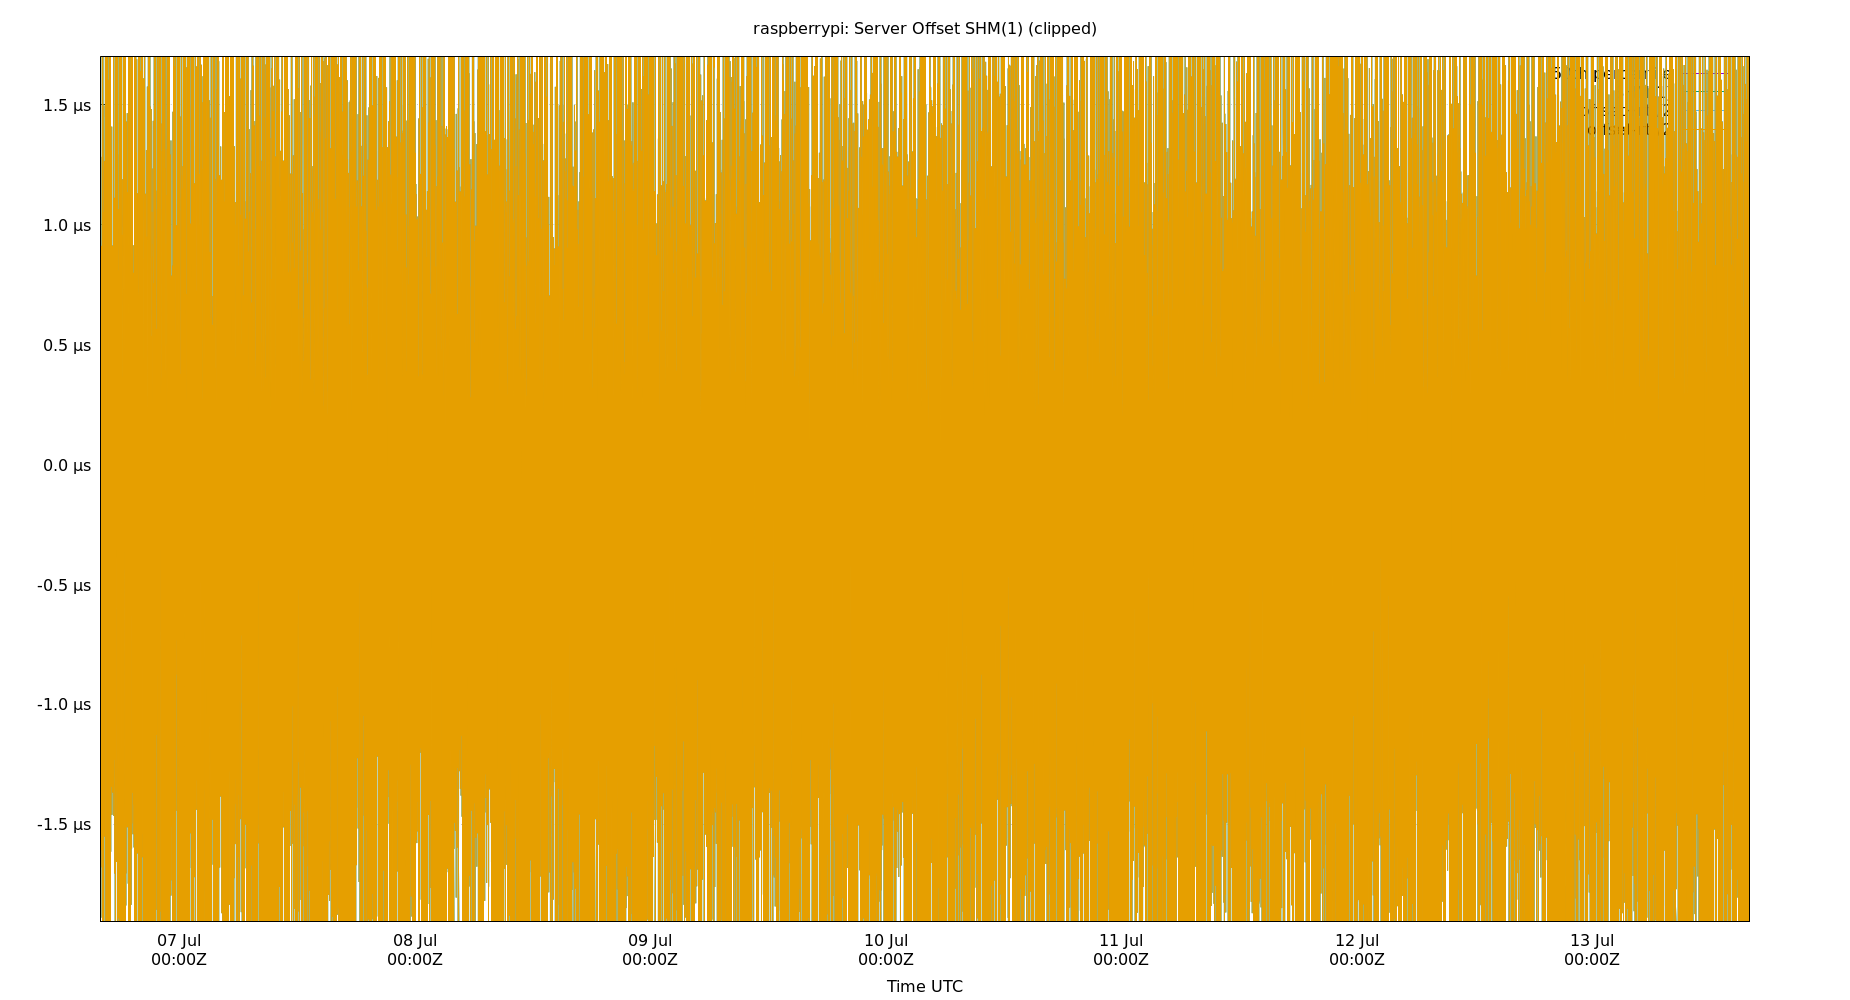 raspberrypi: Server Offset SHM(1) (clipped)
1.5 µs
1.0 µs
0.5 µs
0.0 µs
-0.5 µs
-1.0 µs
-1.5 µs
07 Jul 08 Jul 09 Jul 10 Jul 11 Jul 12 Jul 13 Jul
00:00Z 00:00Z 00:00Z 00:00Z 00:00Z 00:00Z 00:00Z
Time UTC